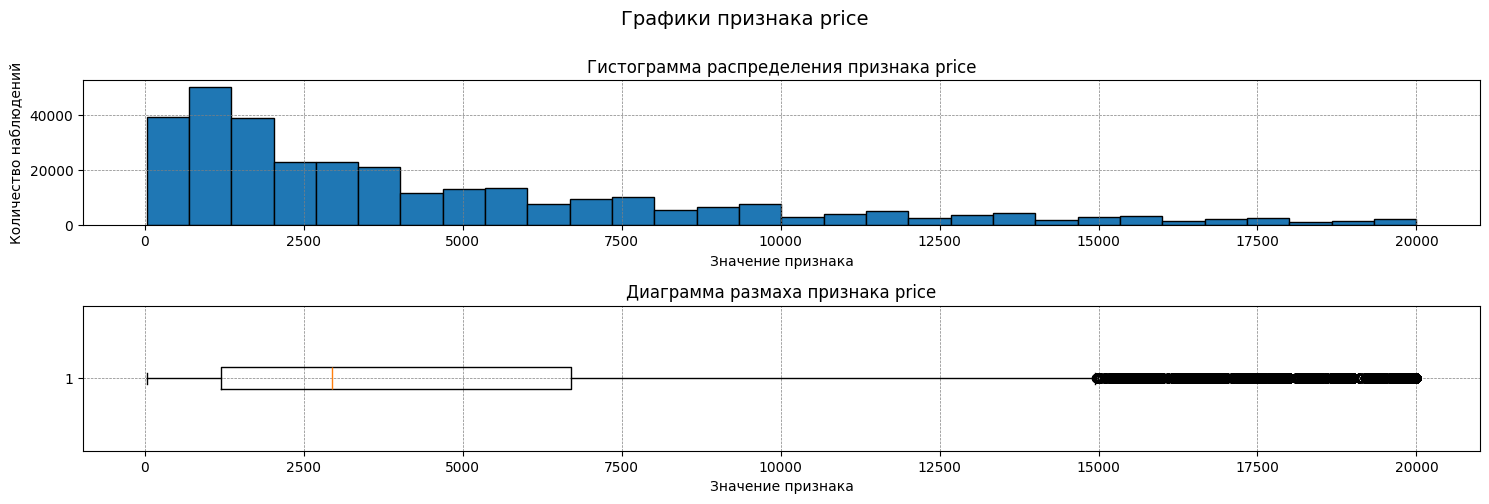 Графики признака price
Гистограмма распределения признака price
Количество наблюдений
40000
20000
0
0 2500 5000 7500 10000 12500 15000 17500 20000
Значение признака
Диаграмма размаха признака price
1
0 2500 5000 7500 10000 12500 15000 17500 20000
Значение признака